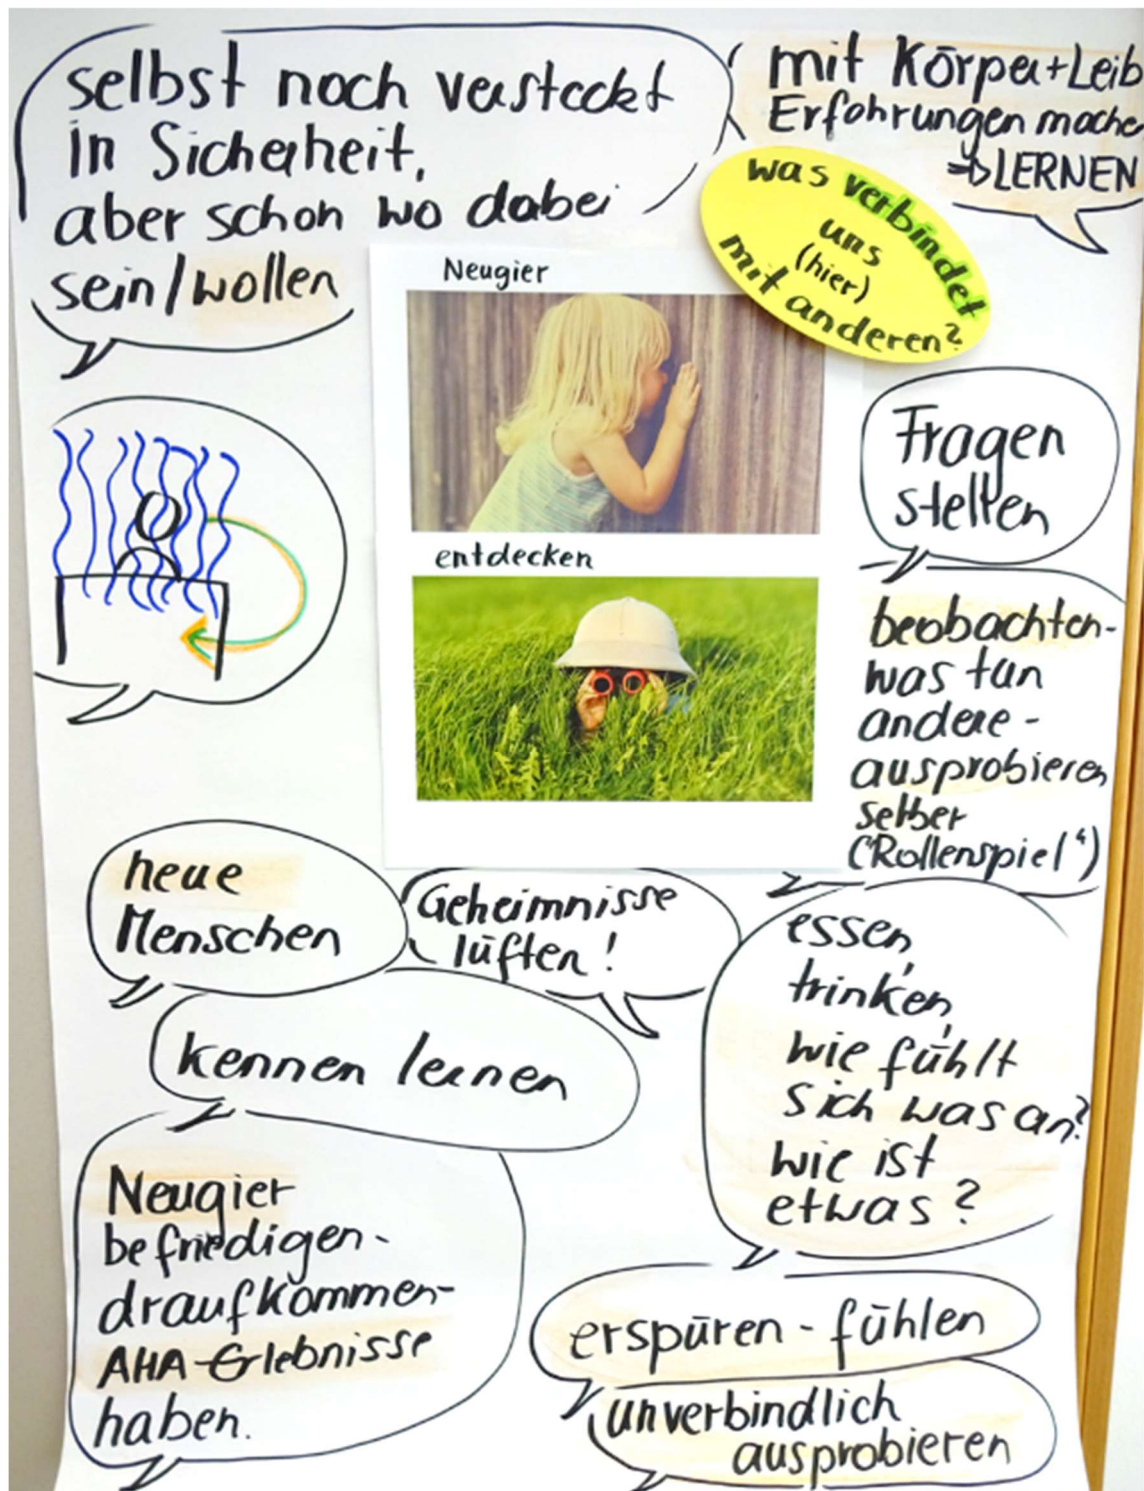 selbst noch versteckt
in Sicherheit,
aber schon wo dabei
sein/wollen
mit Körper+Leib
Erfahrungen mache
⇒LERNEN
was verbindet
uns
(hier)
mit anderen?
Neugier
entdecken
Fragen
stellen
beobachten-
was tun
andere-
ausprobieren
selber
("Rollenspiel")
neue
Menschen
Geheimnisse
lüften!
kennen lernen
essen,
trinken,
wie fühlt
sich was an?
wie ist
etwas?
Neugier
befriedigen-
draufkommen-
AHA-Erlebnisse
haben.
erspüren - fühlen
unverbindlich
ausprobieren